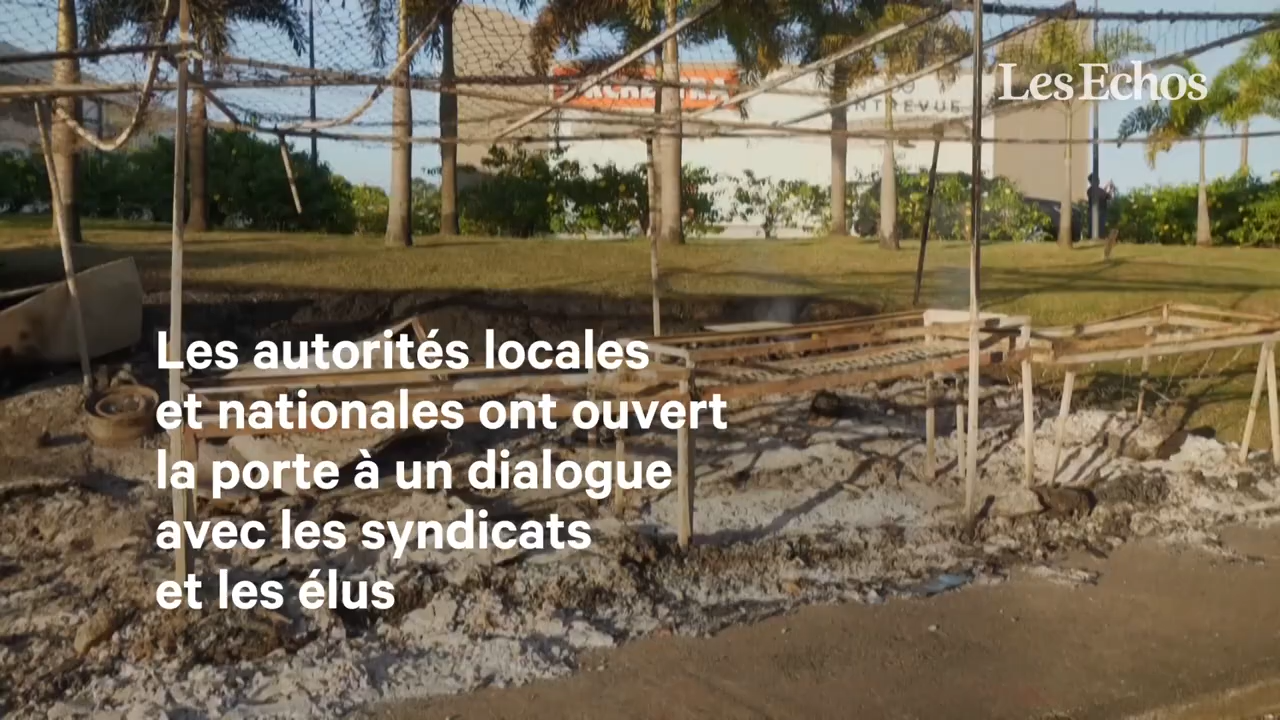 Les Echos
Les autorités locales
et nationales ont ouvert
la porte à un dialogue
avec les syndicats
et les élus